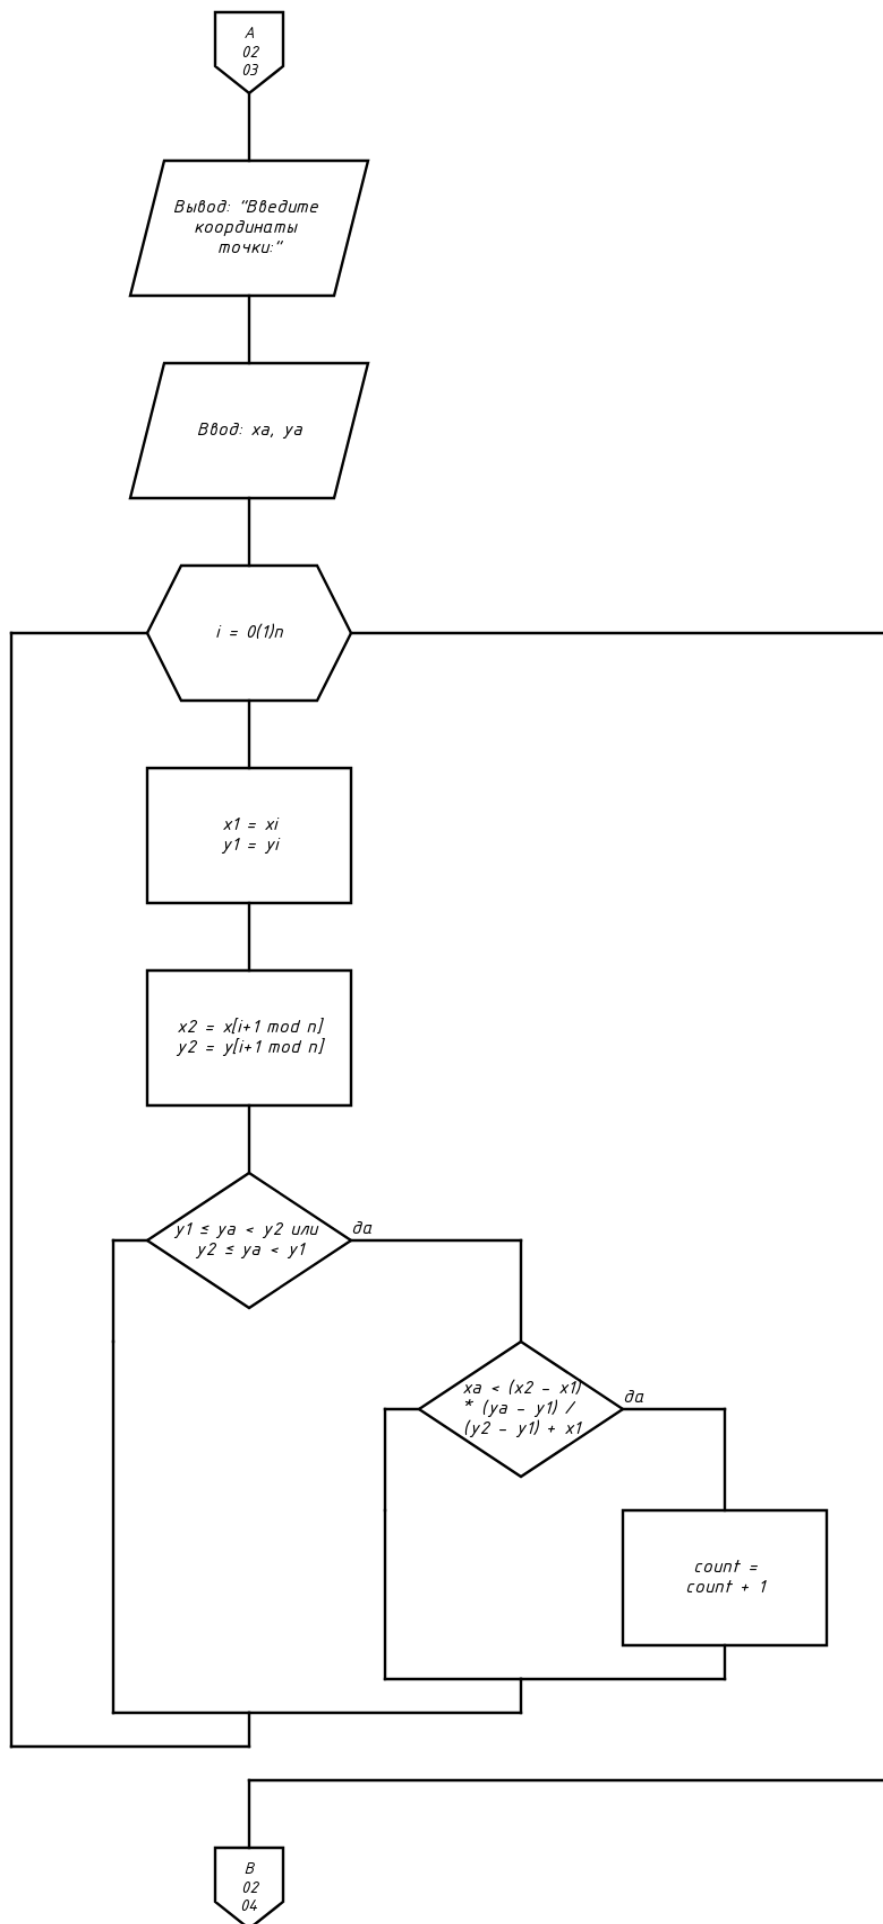 A
02
03
Вывод: "Введите
координаты
точки:"
Ввод: xa, ya
i = 0(1)n
x1 = xi
y1 = yi
x2 = x[i+1 mod n]
y2 = y[i+1 mod n]
y1 ≤ ya < y2 или
y2 ≤ ya < y1
да
xa < (x2 - x1)
* (ya - y1) /
(y2 - y1) + x1
да
count =
count + 1
B
02
04